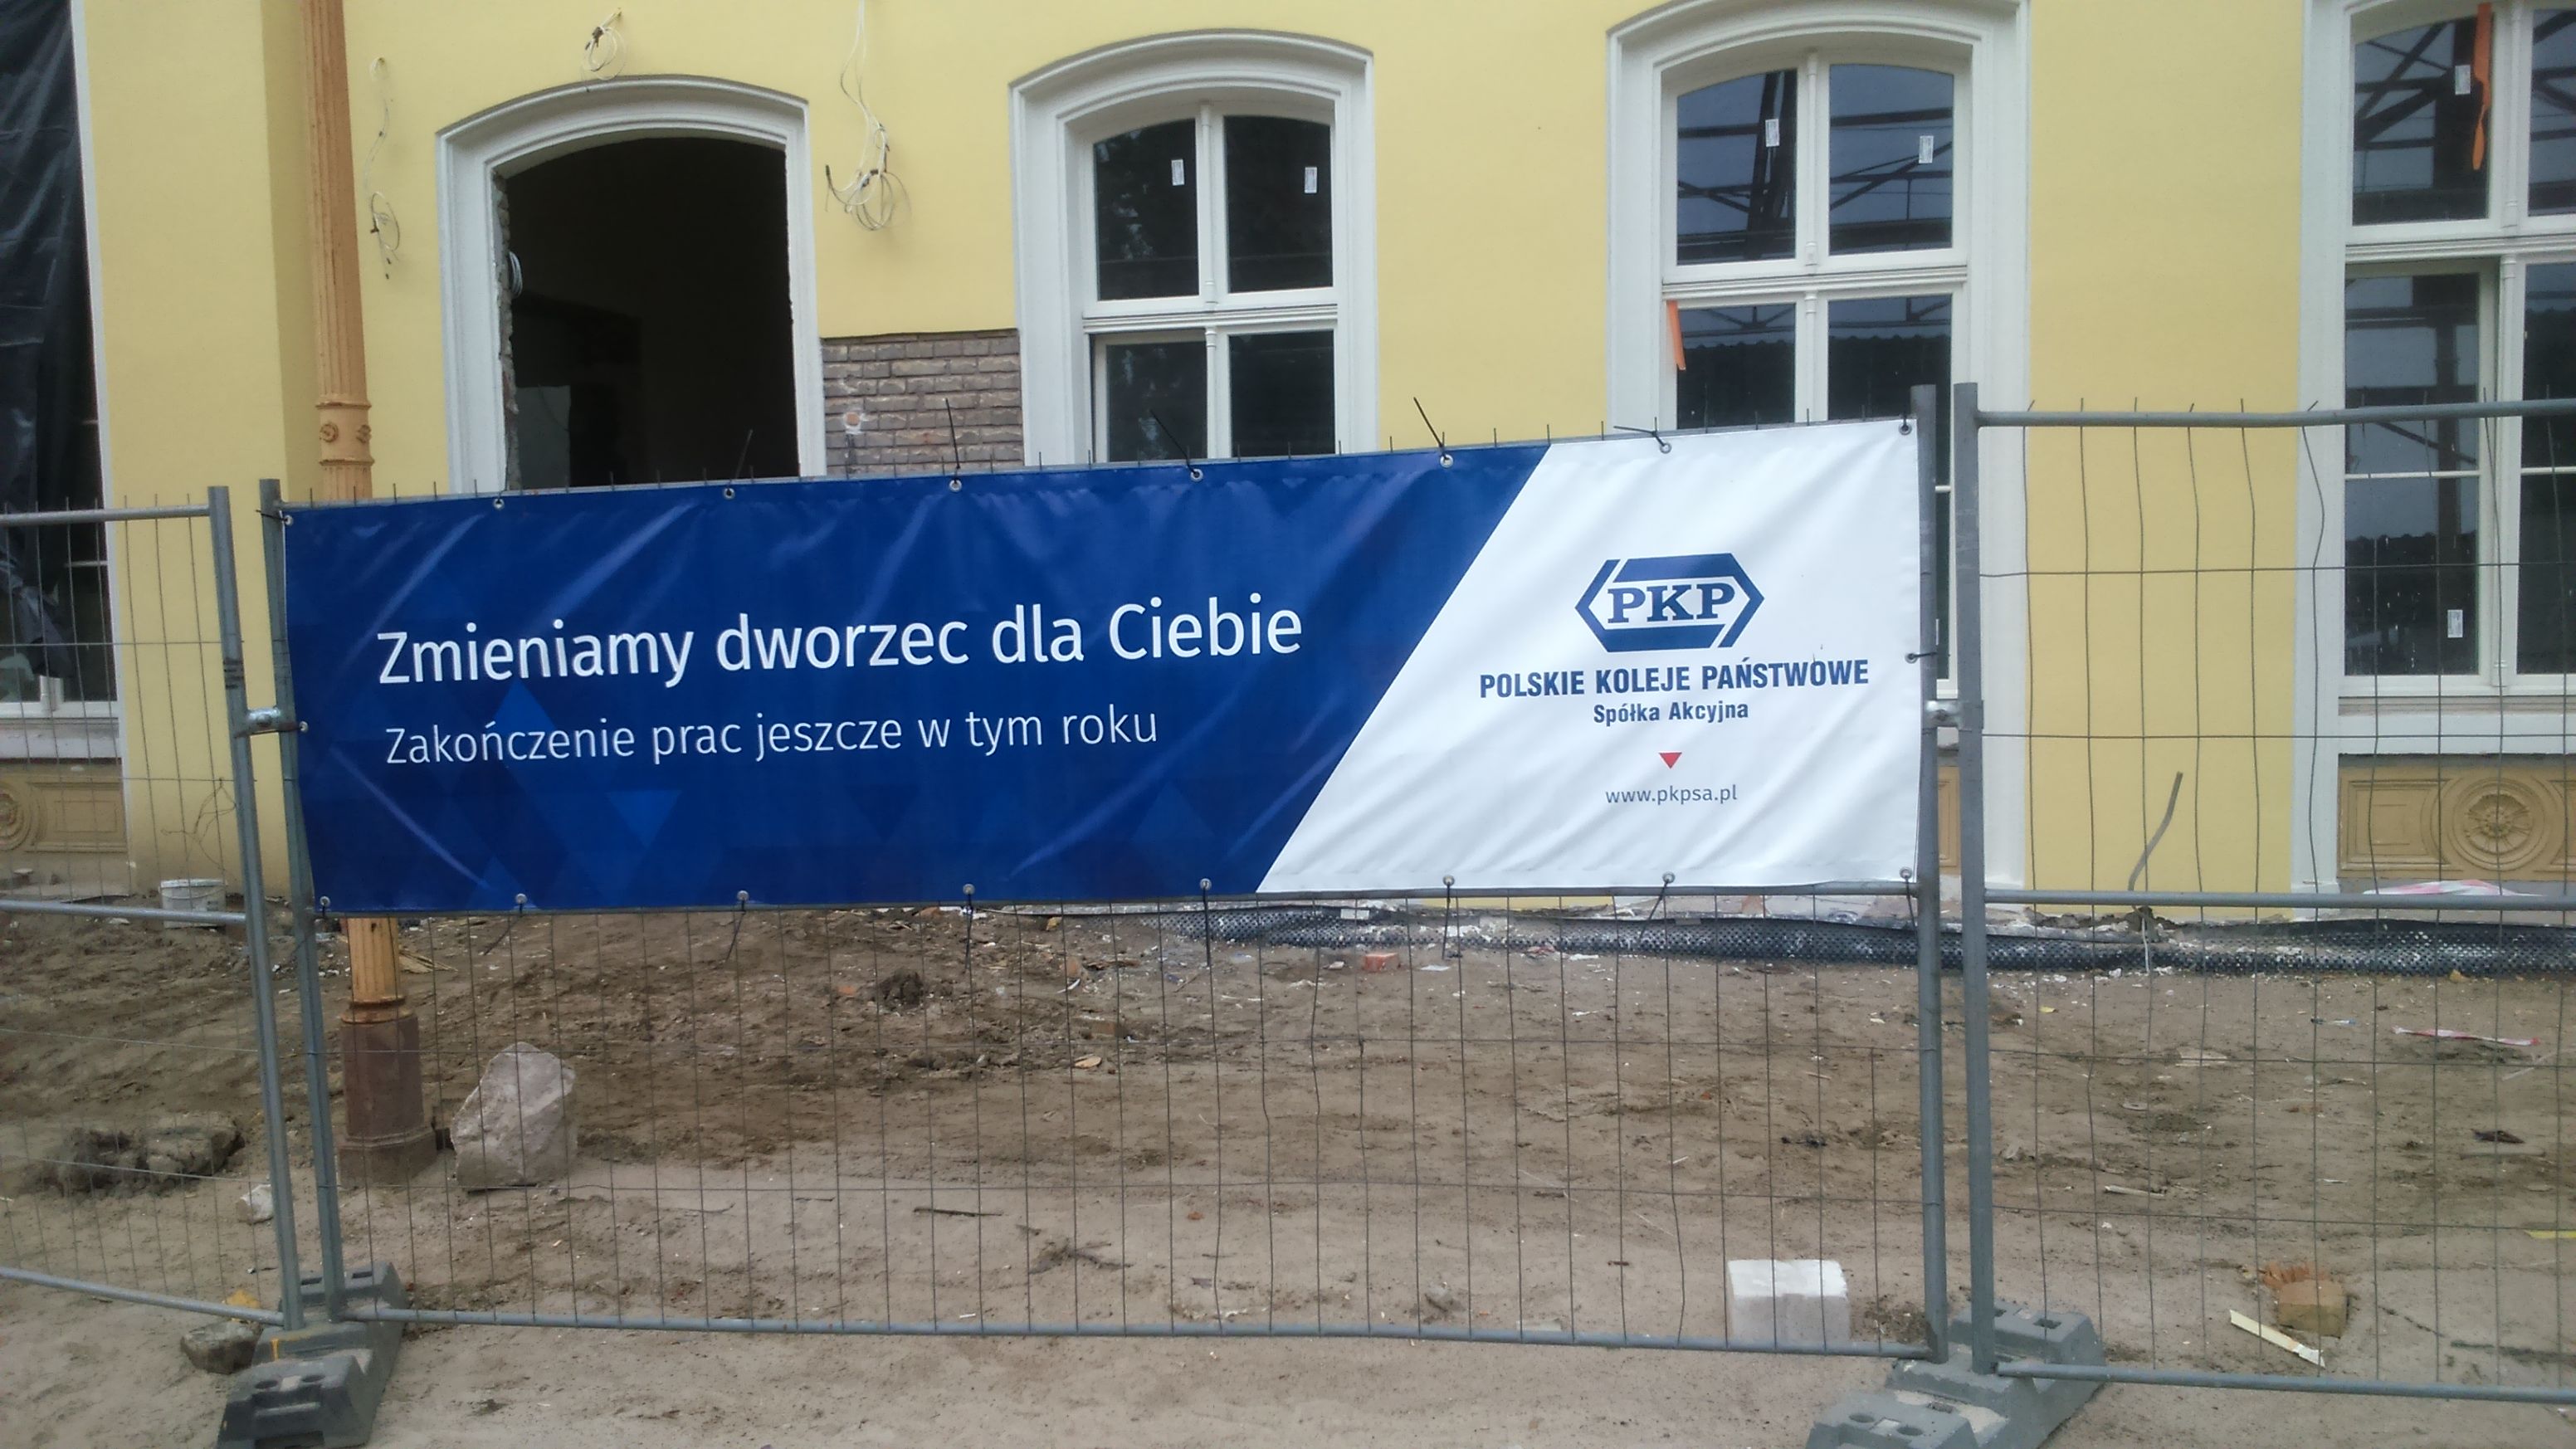 Zmieniamy dworzec dla Ciebie
Zakończenie prac jeszcze w tym roku
PKP
POLSKIE KOLEJE PAŃSTWOWE
Spółka Akcyjna
www.pkpsa.pl